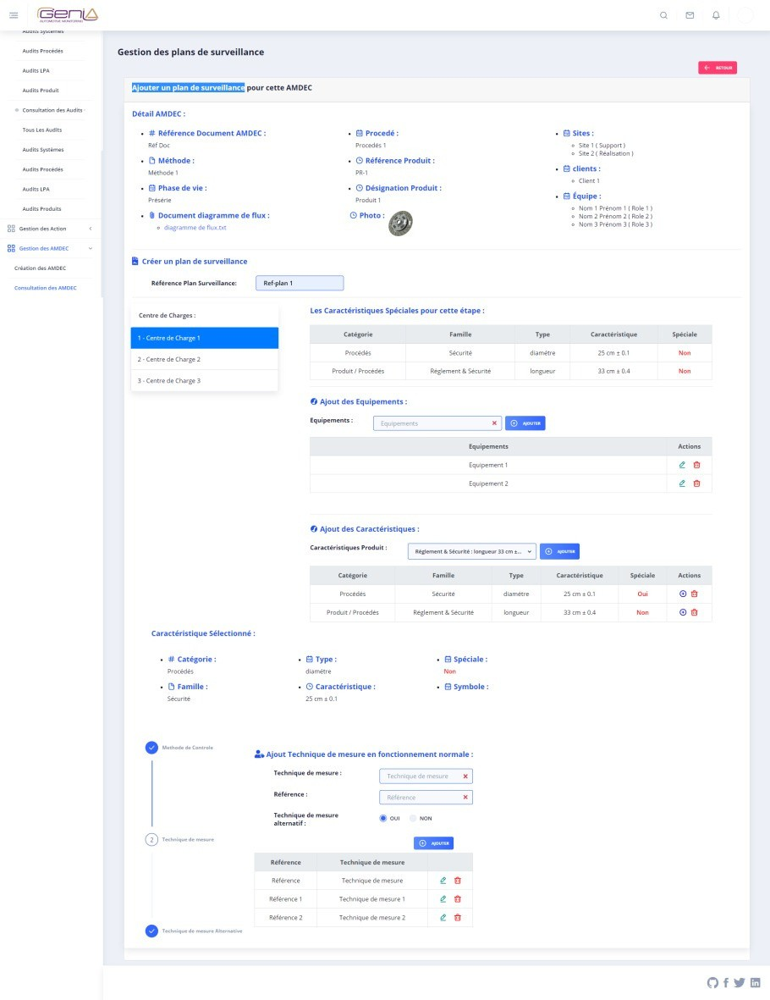 GeniA
AUTOMOTIVE MONITORING
Audits Systèmes
Audits Procédés
Audits LPA
Audits Produit
Consultation des Audits
Tous Les Audits
Audits Systèmes
Audits Procédés
Audits LPA
Audits Produits
Gestion des Action
Gestion des AMDEC
Création des AMDEC
Consultation des AMDEC
Gestion des plans de surveillance
RETOUR
Ajouter un plan de surveillance pour cette AMDEC
Détail AMDEC :
Référence Document AMDEC :
Réf Doc
Méthode :
Méthode 1
Phase de vie :
Présérie
Document diagramme de flux :
diagramme de flux.txt
Procedé :
Procedés 1
Référence Produit :
PR-1
Désignation Produit :
Produit 1
Photo :
Sites :
Site 1 ( Support )
Site 2 ( Réalisation )
clients :
Client 1
Équipe :
Nom 1 Prénom 1 ( Role 1 )
Nom 2 Prénom 2 ( Role 2 )
Nom 3 Prénom 3 ( Role 3 )
Créer un plan de surveillance
Référence Plan Surveillance: Ref-plan 1
Centre de Charges :
1 - Centre de Charge 1
2 - Centre de Charge 2
3 - Centre de Charge 3
Les Caractéristiques Spéciales pour cette étape :
Catégorie Famille Type Caractéristique Spéciale
Procédés Sécurité diamétre 25 cm ± 0.1 Non
Produit / Procédés Réglement & Sécurité longueur 33 cm ± 0.4 Non
Ajout des Equipements :
Equipements : Equipements AJOUTER
Equipements Actions
Equipement 1
Equipement 2
Ajout des Caractéristiques :
Caractéristiques Produit : Réglement & Sécurité : longueur 33 cm ±... AJOUTER
Catégorie Famille Type Caractéristique Spéciale Actions
Procédés Sécurité diamétre 25 cm ± 0.1 Oui
Produit / Procédés Réglement & Sécurité longueur 33 cm ± 0.4 Non
Caractéristique Sélectionné :
Catégorie :
Procédés
Famille :
Sécurité
Type :
diamétre
Caractéristique :
25 cm ± 0.1
Spéciale :
Non
Symbole :
Methode de Controle
2 Technique de mesure
Technique de mesure Alternative
Ajout Technique de mesure en fonctionnement normale :
Technique de mesure : Technique de mesure
Référence : Référence
Technique de mesure
alternatif : OUI NON
AJOUTER
Référence Technique de mesure
Référence Technique de mesure
Référence 1 Technique de mesure 1
Référence 2 Technique de mesure 2